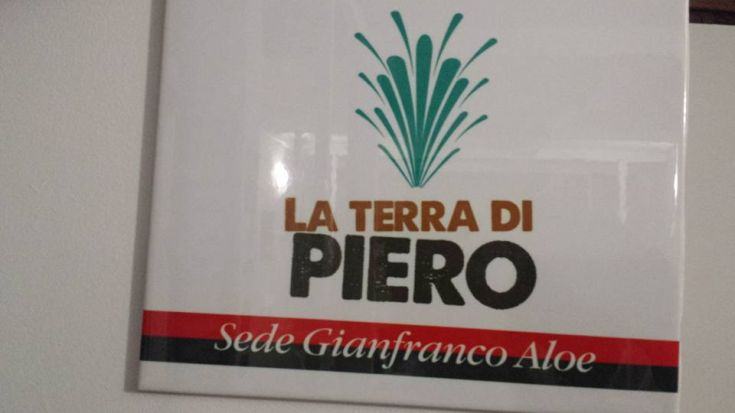 LA TERRA DI
PIERO
Sede Gianfranco Aloe